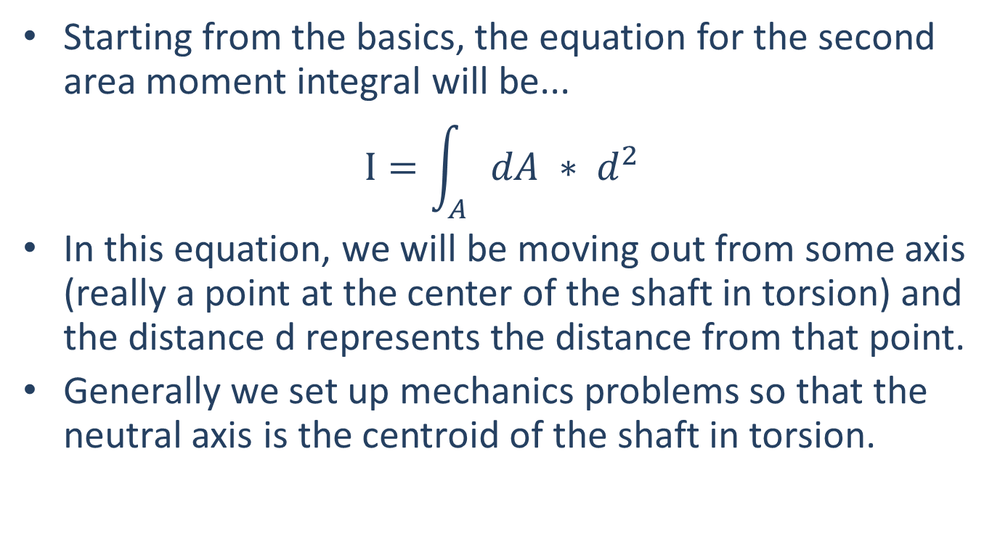 • Starting from the basics, the equation for the second
area moment integral will be...
I = ∫_A dA * d²
• In this equation, we will be moving out from some axis
(really a point at the center of the shaft in torsion) and
the distance d represents the distance from that point.
• Generally we set up mechanics problems so that the
neutral axis is the centroid of the shaft in torsion.